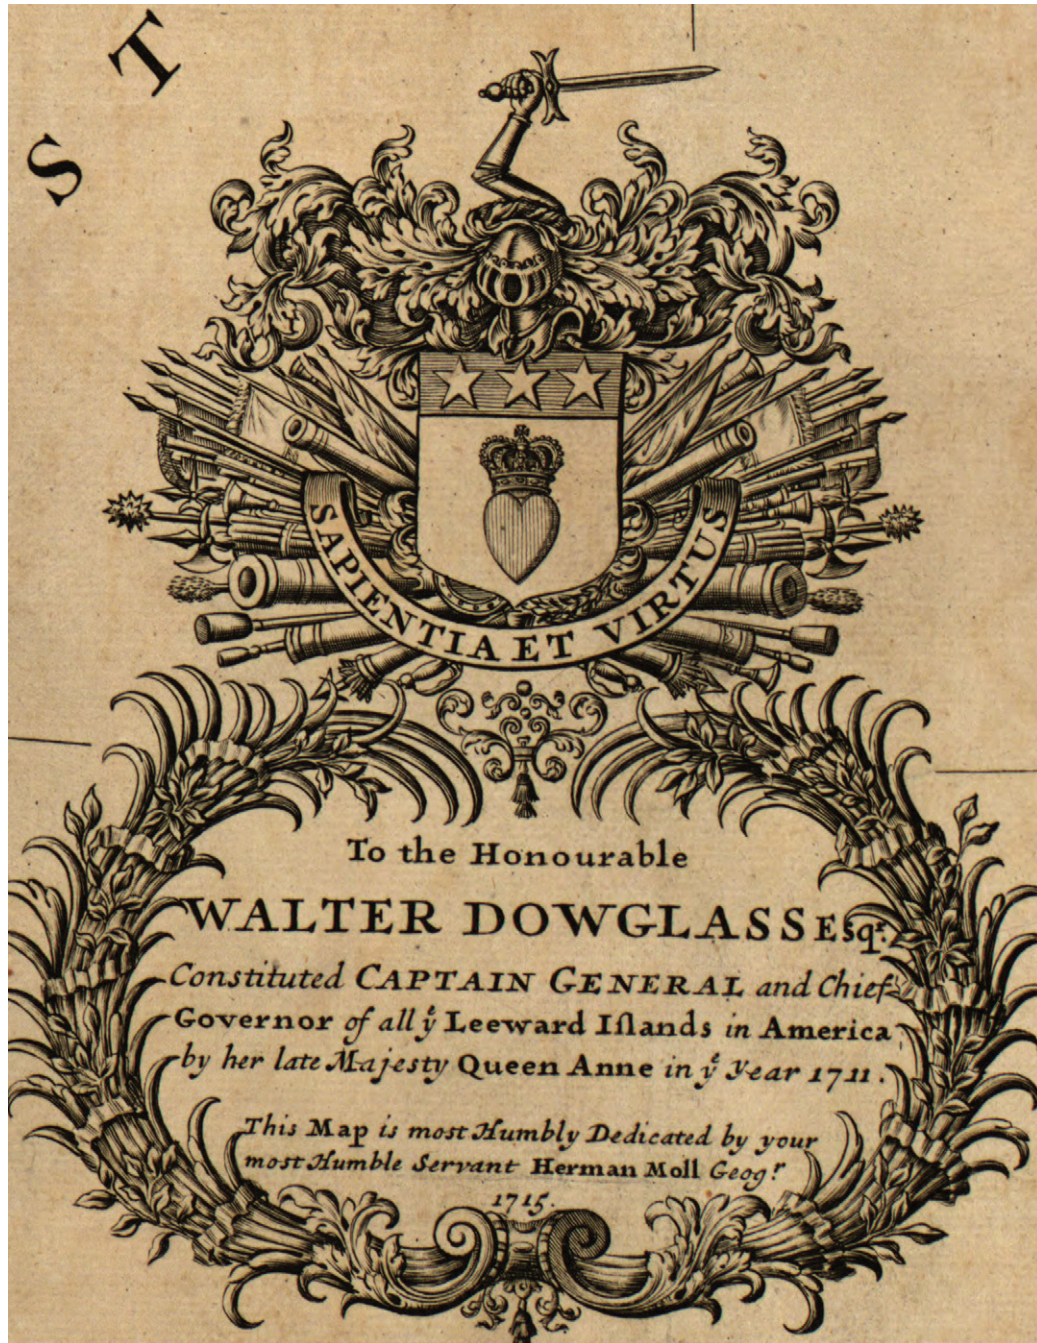 S T
SAPIENTIA ET VIRTUS
To the Honourable
WALTER DOWGLASS Esqr.
Constituted CAPTAIN GENERAL and Chief
Governor of all ye Leeward Iſlands in America
by her late Majesty Queen Anne in ye Year 1711.
This Map is most Humbly Dedicated by your
most Humble Servant Herman Moll Geogr.
1715.